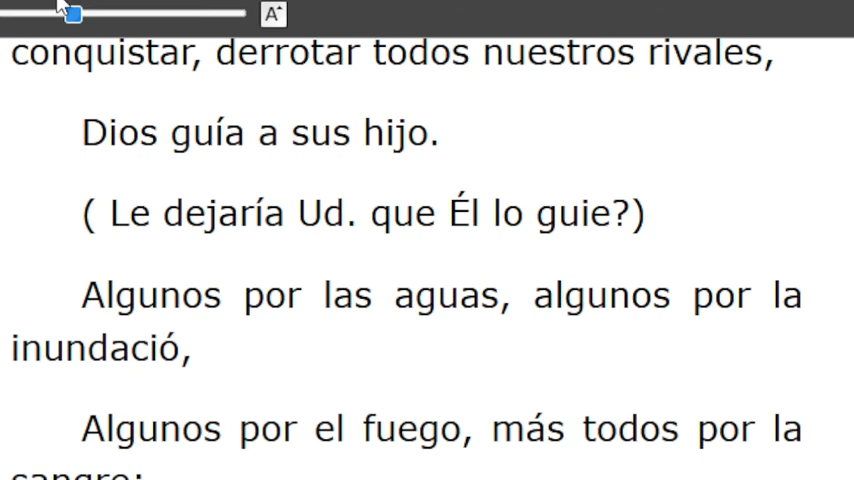 A
conquistar, derrotar todos nuestros rivales,
Dios guía a sus hijo.
( Le dejaría Ud. que Él lo guie?)
Algunos por las aguas, algunos por la
inundació,
Algunos por el fuego, más todos por la
sangre;